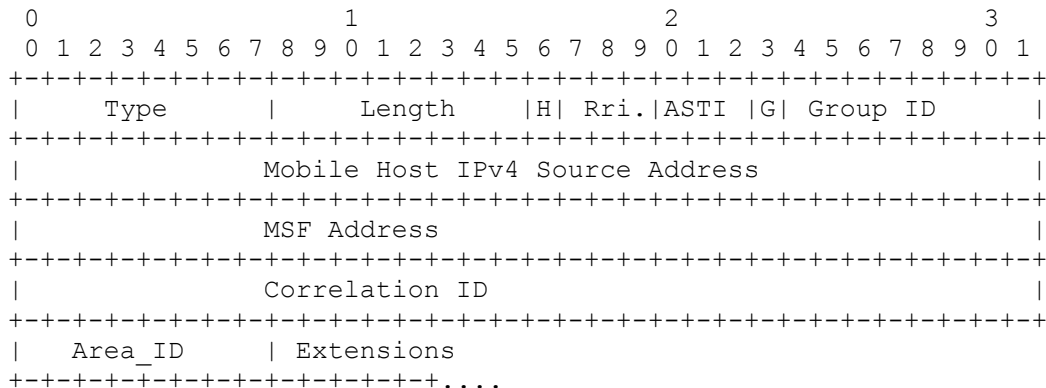 0                   1                   2                   3
0 1 2 3 4 5 6 7 8 9 0 1 2 3 4 5 6 7 8 9 0 1 2 3 4 5 6 7 8 9 0 1
+-+-+-+-+-+-+-+-+-+-+-+-+-+-+-+-+-+-+-+-+-+-+-+-+-+-+-+-+-+-+-+-+
|     Type      |     Length    |H| Rri.|ASTI |G| Group ID      |
+-+-+-+-+-+-+-+-+-+-+-+-+-+-+-+-+-+-+-+-+-+-+-+-+-+-+-+-+-+-+-+-+
|               Mobile Host IPv4 Source Address                 |
+-+-+-+-+-+-+-+-+-+-+-+-+-+-+-+-+-+-+-+-+-+-+-+-+-+-+-+-+-+-+-+-+
|               MSF Address                                     |
+-+-+-+-+-+-+-+-+-+-+-+-+-+-+-+-+-+-+-+-+-+-+-+-+-+-+-+-+-+-+-+-+
|               Correlation ID                                  |
+-+-+-+-+-+-+-+-+-+-+-+-+-+-+-+-+-+-+-+-+-+-+-+-+-+-+-+-+-+-+-+-+
|   Area_ID     | Extensions
+-+-+-+-+-+-+-+-+-+-+-+-+-+....